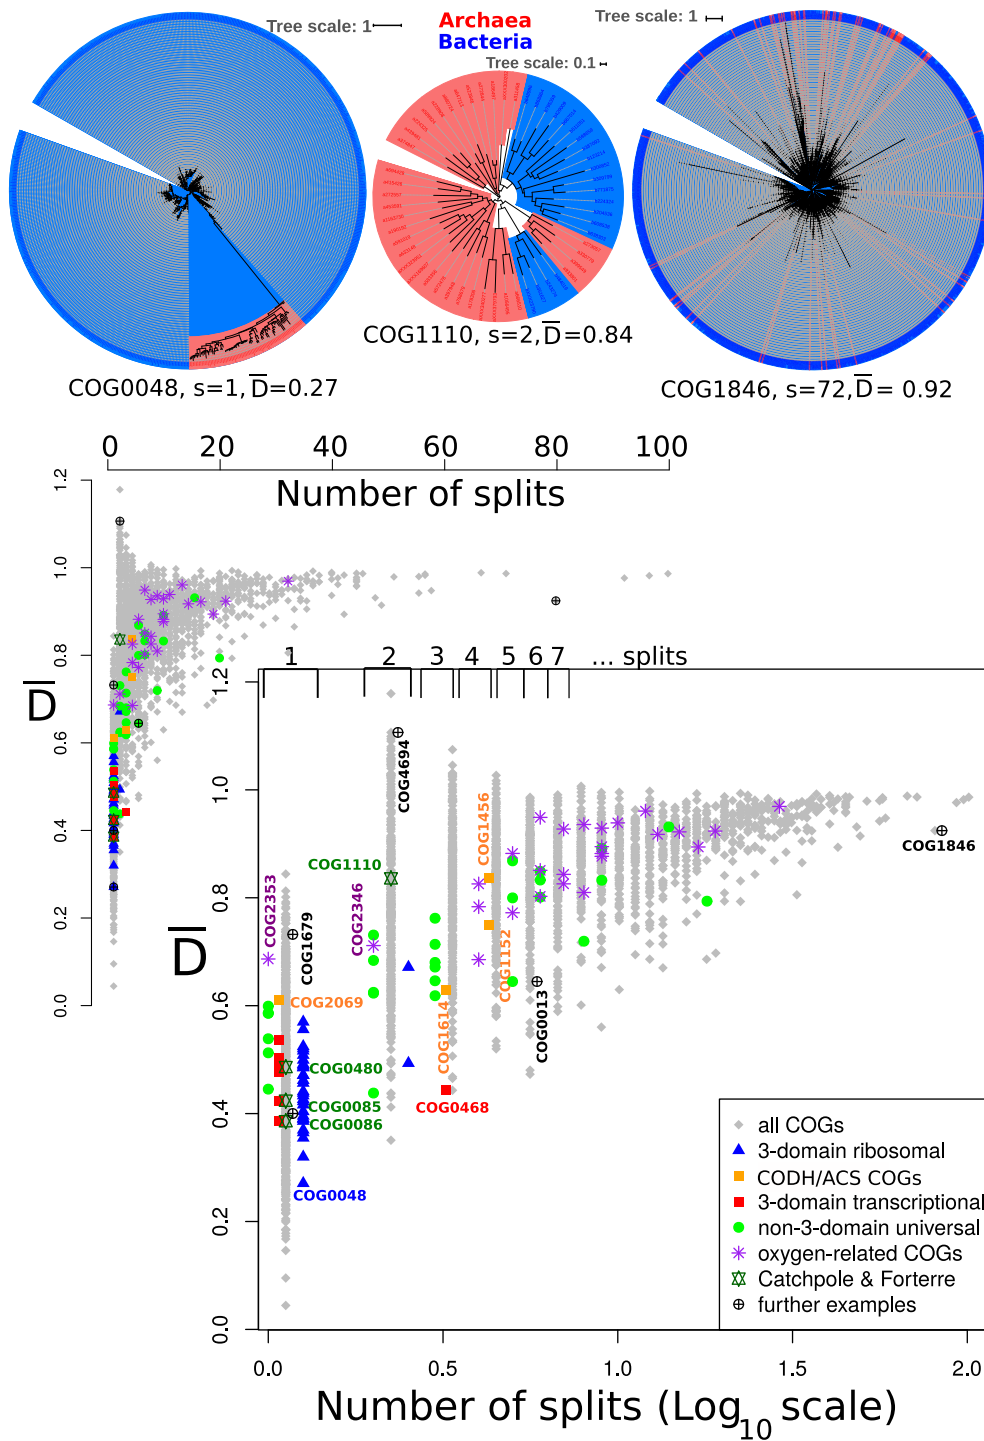 Tree scale: 1
Archaea
Bacteria
Tree scale: 0.1
Tree scale: 1
COG0048, s=1, D=0.27
COG1110, s=2, D=0.84
COG1846, s=72, D= 0.92
0 20 40 60 80 100
Number of splits
1.2
1.0
0.8
0.6
0.4
0.2
0.0
D
1 2 3 4 5 6 7 ... splits
1.2
1.0
0.8
0.6
0.4
0.2
0.0
D
COG2353
COG1679
COG2069
COG0480
COG0085
COG0086
COG0048
COG1110
COG2346
COG4694
COG1456
COG1152
COG1614
COG0468
COG0013
COG1846
all COGs
3-domain ribosomal
CODH/ACS COGs
3-domain transcriptional
non-3-domain universal
oxygen-related COGs
Catchpole & Forterre
further examples
0.0 0.5 1.0 1.5 2.0
Number of splits (Log10 scale)